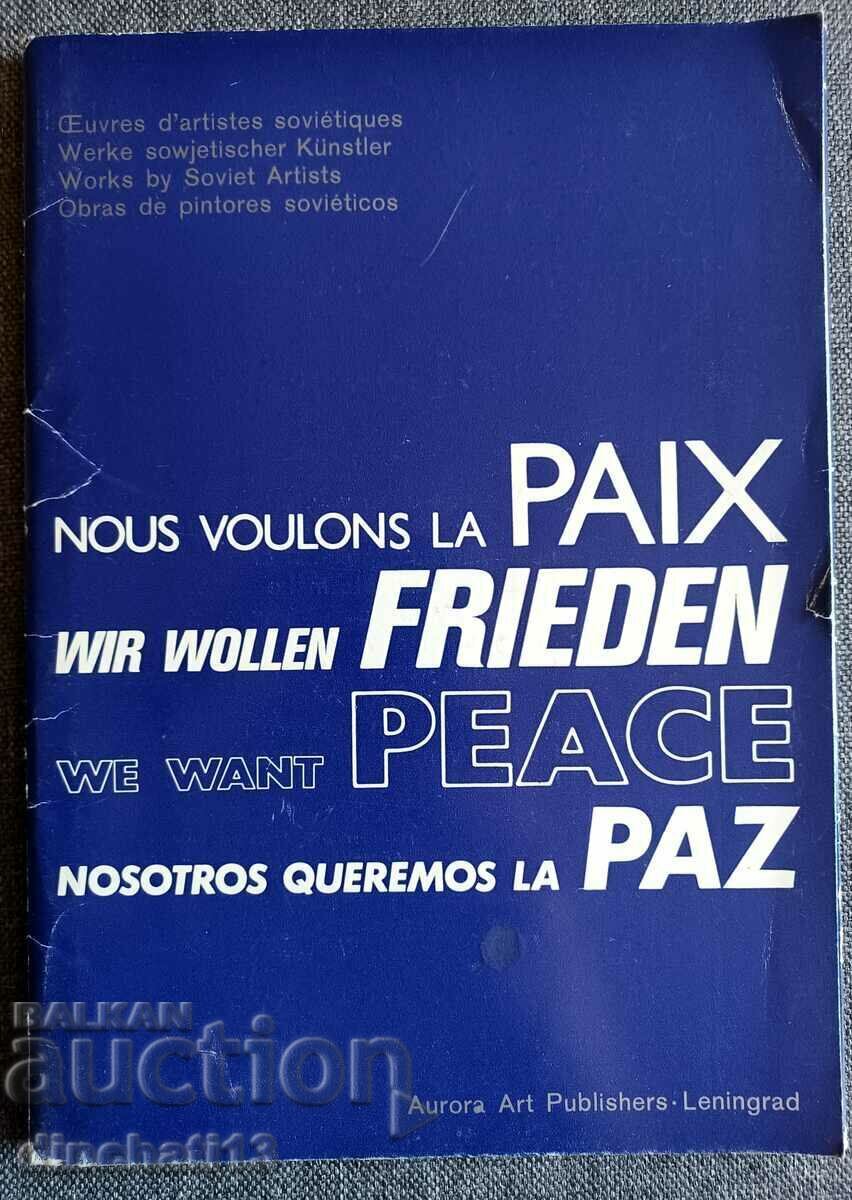 Œuvres d'artistes soviétiques
Werke sowjetischer Künstler
Works by Soviet Artists
Obras de pintores soviéticos
NOUS VOULONS LA PAIX
WIR WOLLEN FRIEDEN
WE WANT PEACE
NOSOTROS QUEREMOS LA PAZ
BALKAN
auction
Aurora Art Publishers·Leningrad
dinchati13